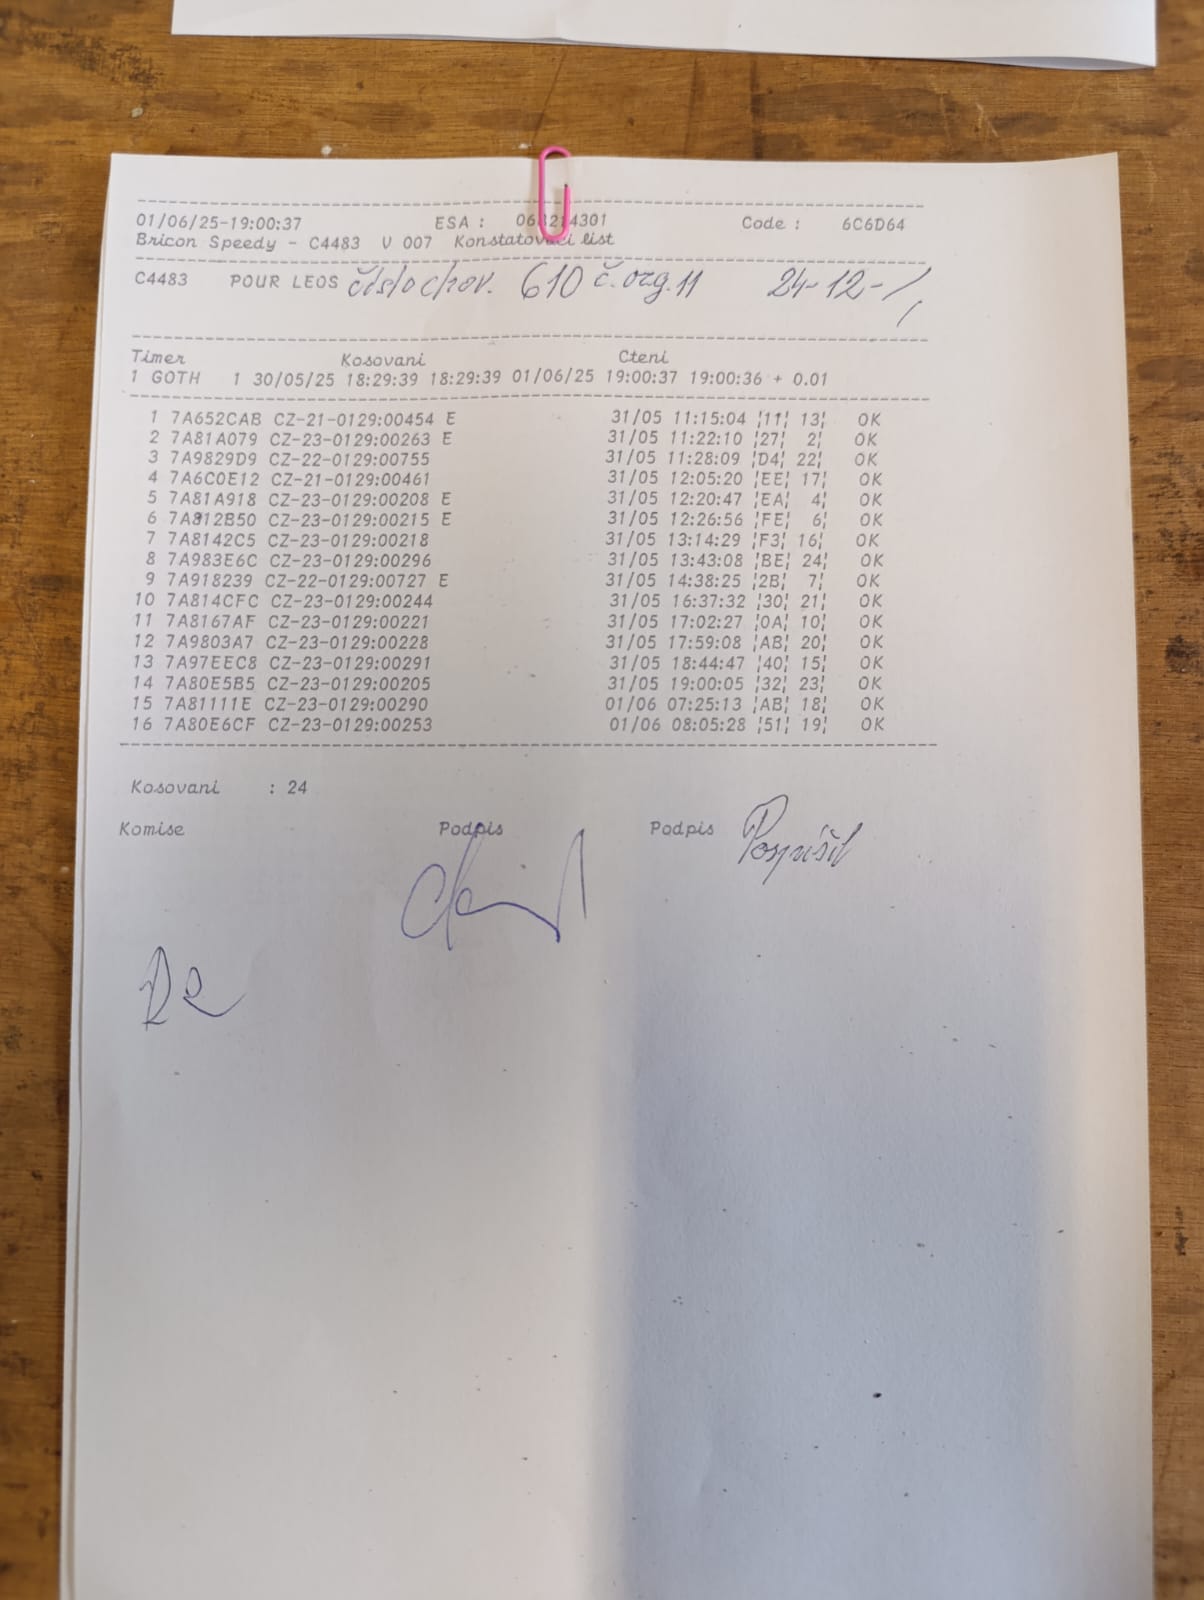 01/06/25-19:00:37 ESA : 063214301 Code : 6C6D64
Bricon Speedy - C4483 V 007 Konstatovaci list
C4483 POUR LEOS číslo chov. 610 č. org. 11 24-12-/,
Timer Kosovani Cteni
1 GOTH 1 30/05/25 18:29:39 18:29:39 01/06/25 19:00:37 19:00:36 + 0.01
1 7A652CAB CZ-21-0129:00454 E 31/05 11:15:04 ¦11¦ 13¦ OK
2 7A81A079 CZ-23-0129:00263 E 31/05 11:22:10 ¦27¦ 2¦ OK
3 7A9829D9 CZ-22-0129:00755 31/05 11:28:09 ¦D4¦ 22¦ OK
4 7A6C0E12 CZ-21-0129:00461 31/05 12:05:20 ¦EE¦ 17¦ OK
5 7A81A918 CZ-23-0129:00208 E 31/05 12:20:47 ¦EA¦ 4¦ OK
6 7A812B50 CZ-23-0129:00215 E 31/05 12:26:56 ¦FE¦ 6¦ OK
7 7A8142C5 CZ-23-0129:00218 31/05 13:14:29 ¦F3¦ 16¦ OK
8 7A983E6C CZ-23-0129:00296 31/05 13:43:08 ¦BE¦ 24¦ OK
9 7A918239 CZ-22-0129:00727 E 31/05 14:38:25 ¦2B¦ 7¦ OK
10 7A814CFC CZ-23-0129:00244 31/05 16:37:32 ¦30¦ 21¦ OK
11 7A8167AF CZ-23-0129:00221 31/05 17:02:27 ¦0A¦ 10¦ OK
12 7A9803A7 CZ-23-0129:00228 31/05 17:59:08 ¦AB¦ 20¦ OK
13 7A97EEC8 CZ-23-0129:00291 31/05 18:44:47 ¦40¦ 15¦ OK
14 7A80E5B5 CZ-23-0129:00205 31/05 19:00:05 ¦32¦ 23¦ OK
15 7A81111E CZ-23-0129:00290 01/06 07:25:13 ¦AB¦ 18¦ OK
16 7A80E6CF CZ-23-0129:00253 01/06 08:05:28 ¦51¦ 19¦ OK
Kosovani : 24
Komise Podpis Podpis Pospíšil